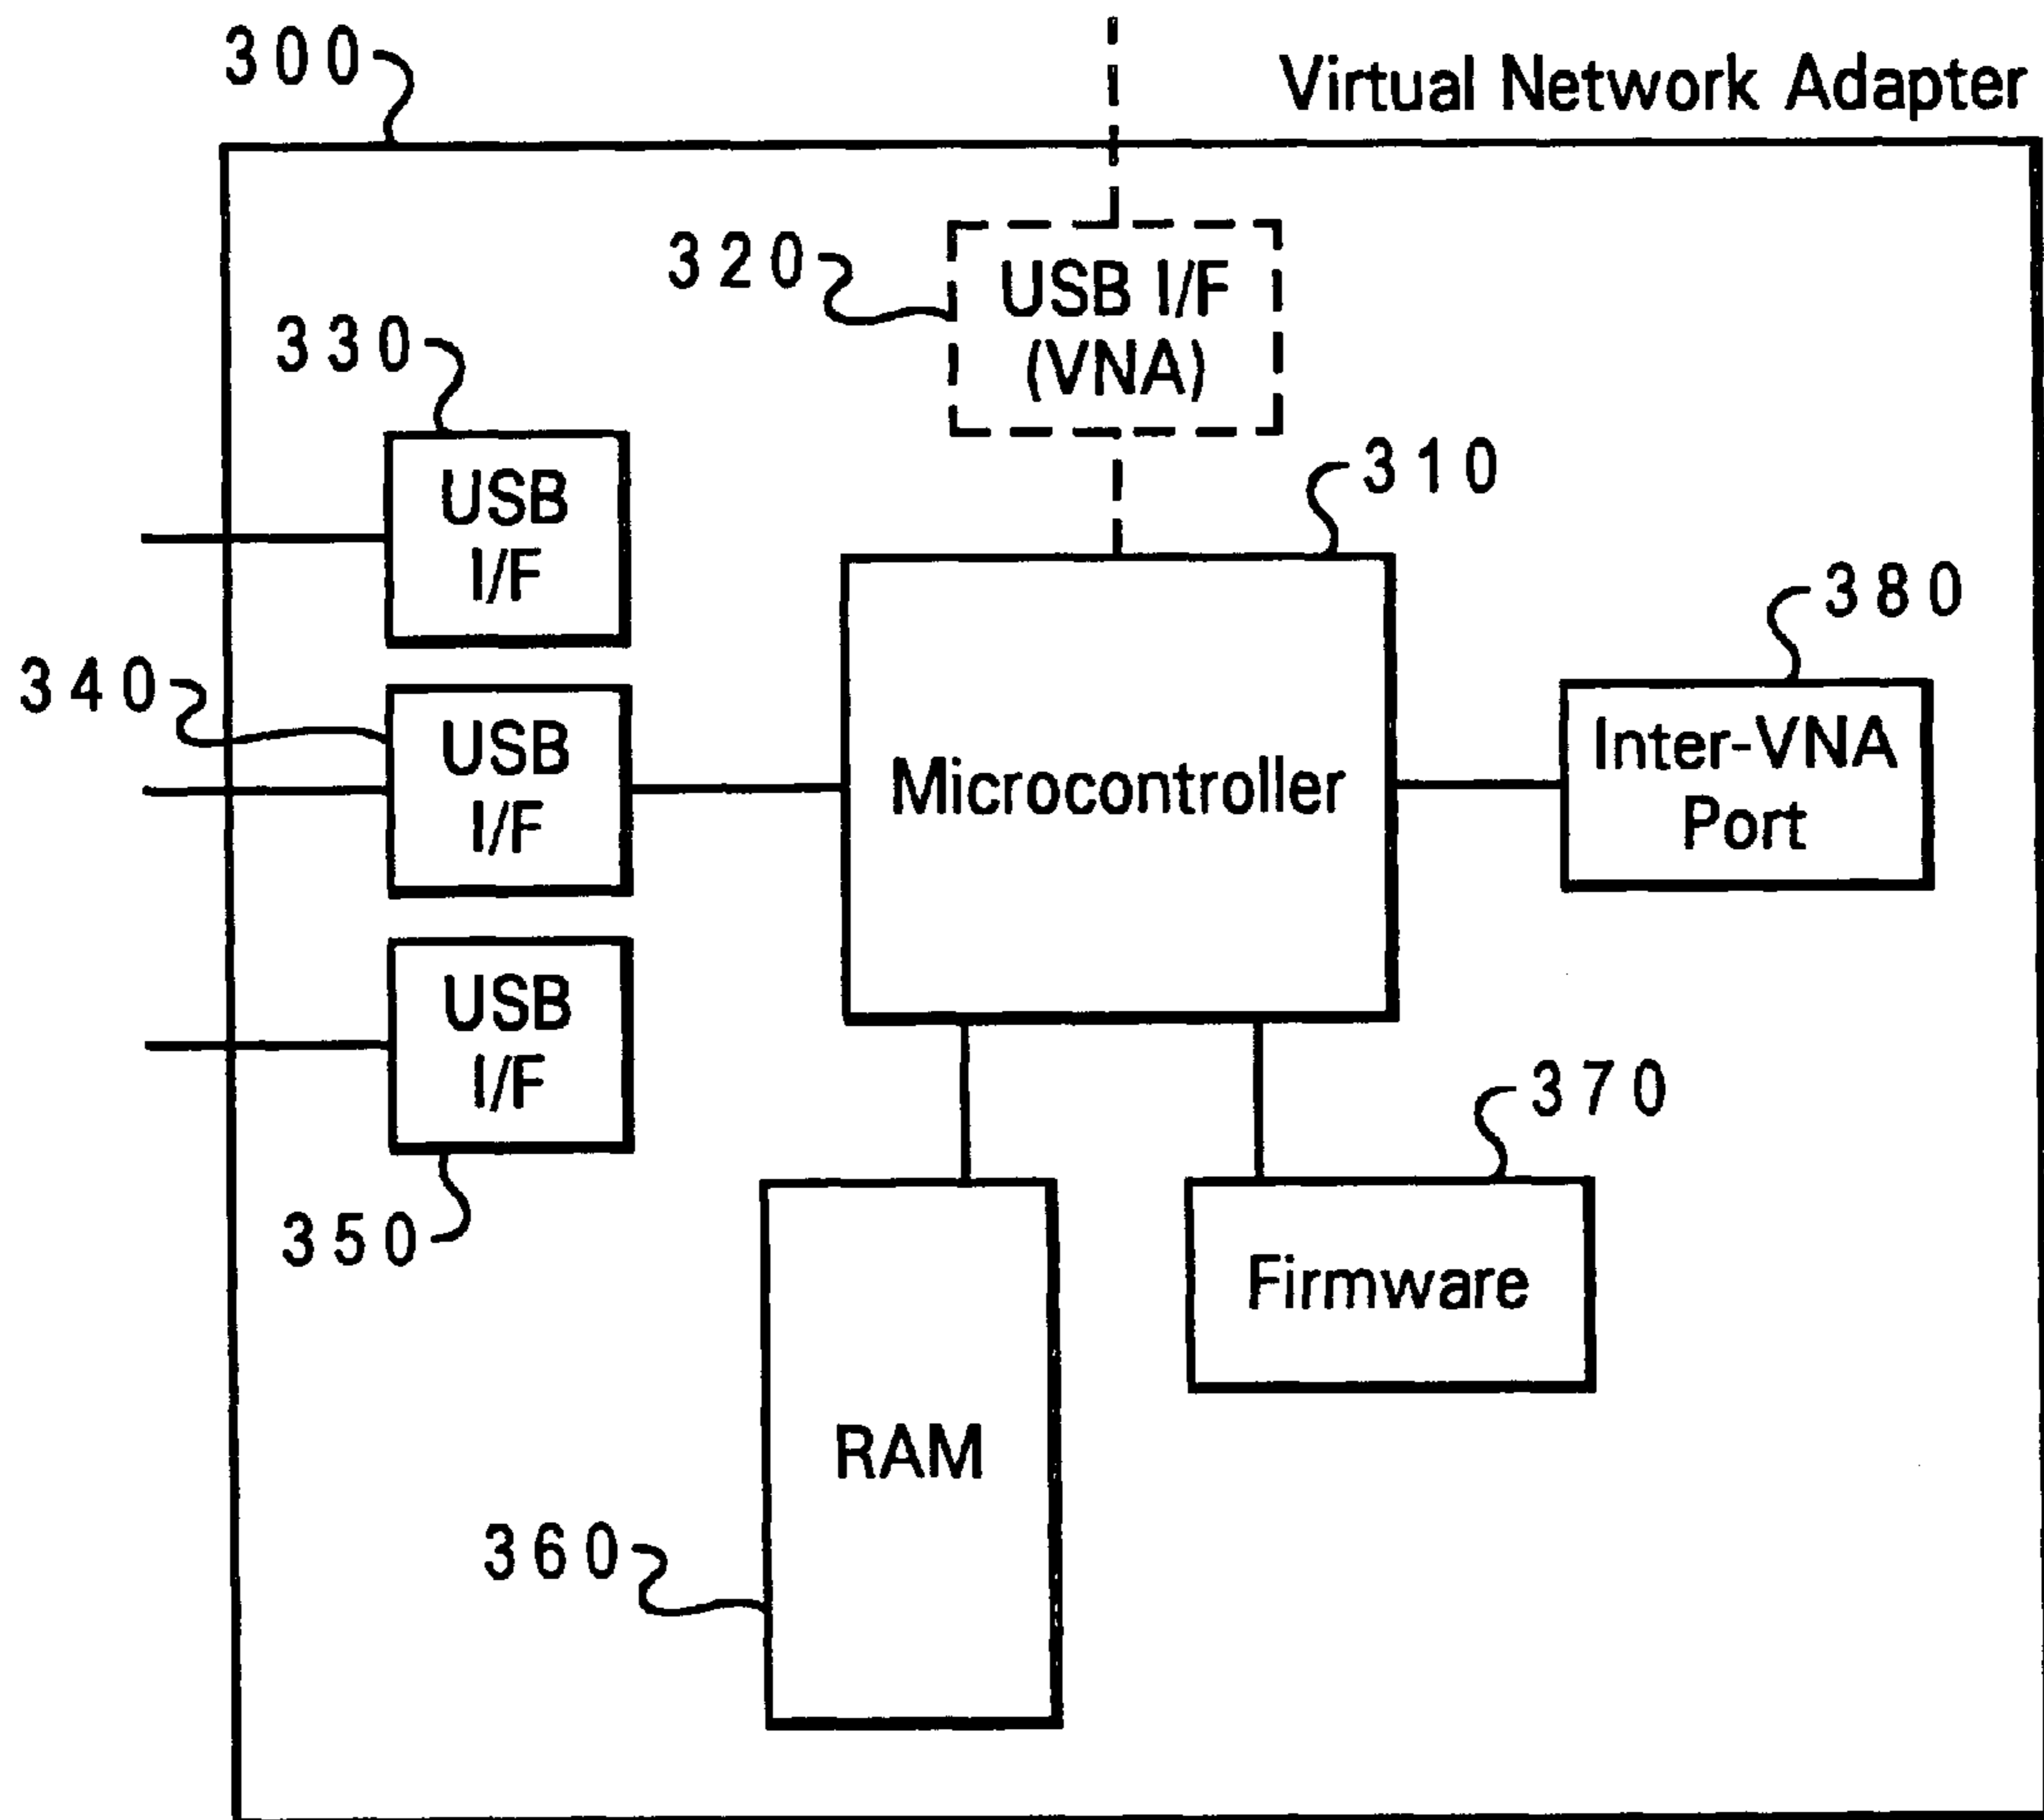 300
Virtual Network Adapter
320
USB I/F
(VNA)
330
USB
I/F
310
380
340
USB
I/F
Microcontroller
Inter-VNA
Port
USB
I/F
350
370
Firmware
RAM
360